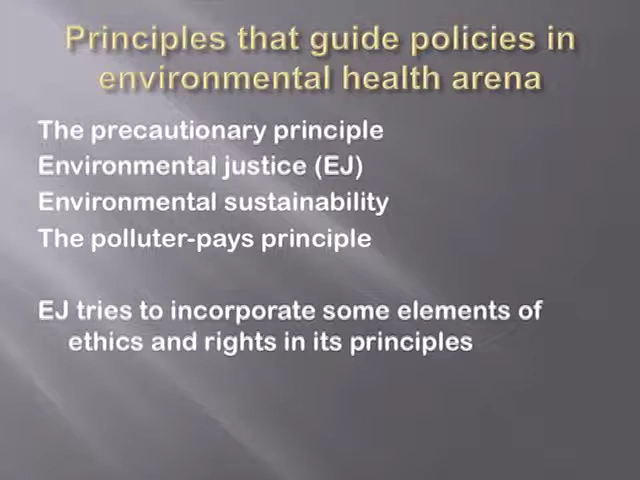 Principles that guide policies in
environmental health arena
The precautionary principle
Environmental justice (EJ)
Environmental sustainability
The polluter-pays principle
EJ tries to incorporate some elements of
ethics and rights in its principles